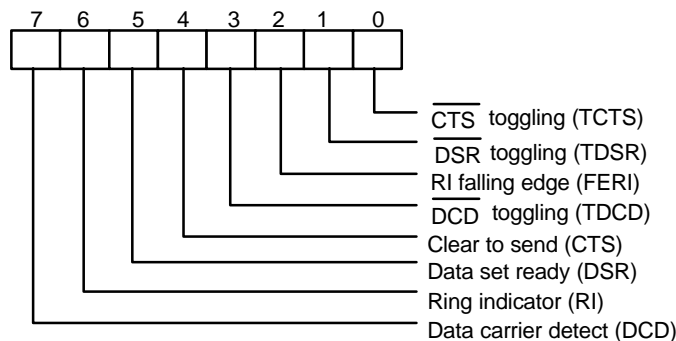 7 6 5 4 3 2 1 0
CTS toggling (TCTS)
DSR toggling (TDSR)
RI falling edge (FERI)
DCD toggling (TDCD)
Clear to send (CTS)
Data set ready (DSR)
Ring indicator (RI)
Data carrier detect (DCD)